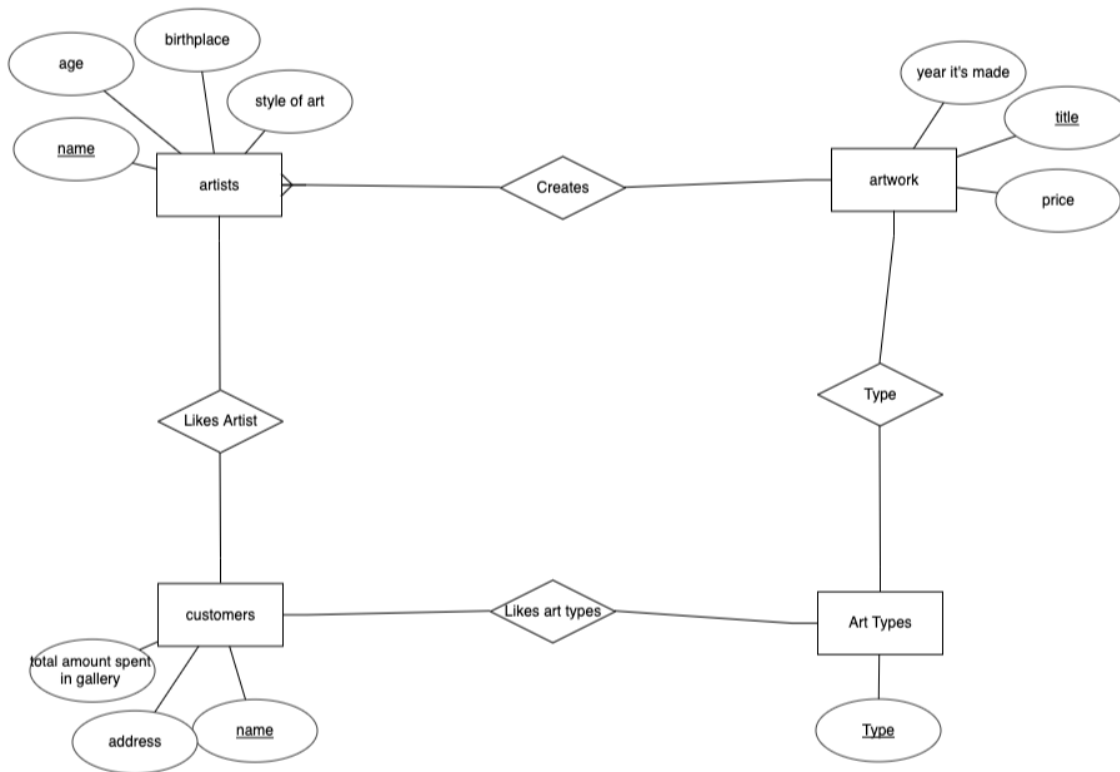 birthplace
age
year it's made
style of art
title
name
artists
Creates
artwork
price
Likes Artist
Type
customers
Likes art types
Art Types
total amount spent
in gallery
address
name
Type